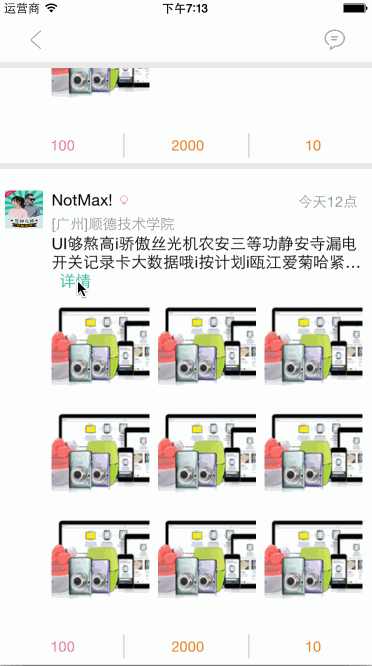 运营商 下午7:13
100 2000 10
NotMax! 今天12点
[广州]顺德技术学院
UI够熬高i骄傲丝光机农安三等功静安寺漏电
开关记录卡大数据哦i按计划i瓯江爱菊哈紧...
详情
100 2000 10